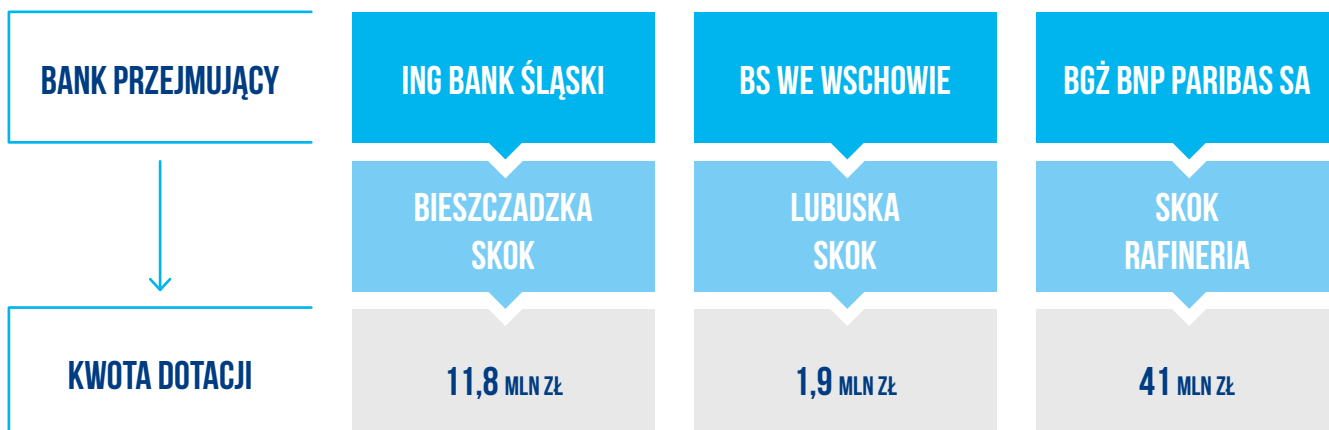 BANK PRZEJMUJĄCY
ING BANK ŚLĄSKI
BS WE WSCHOWIE
BGŻ BNP PARIBAS SA
BIESZCZADZKA
SKOK
LUBUSKA
SKOK
SKOK
RAFINERIA
KWOTA DOTACJI
11,8 MLN ZŁ
1,9 MLN ZŁ
41 MLN ZŁ